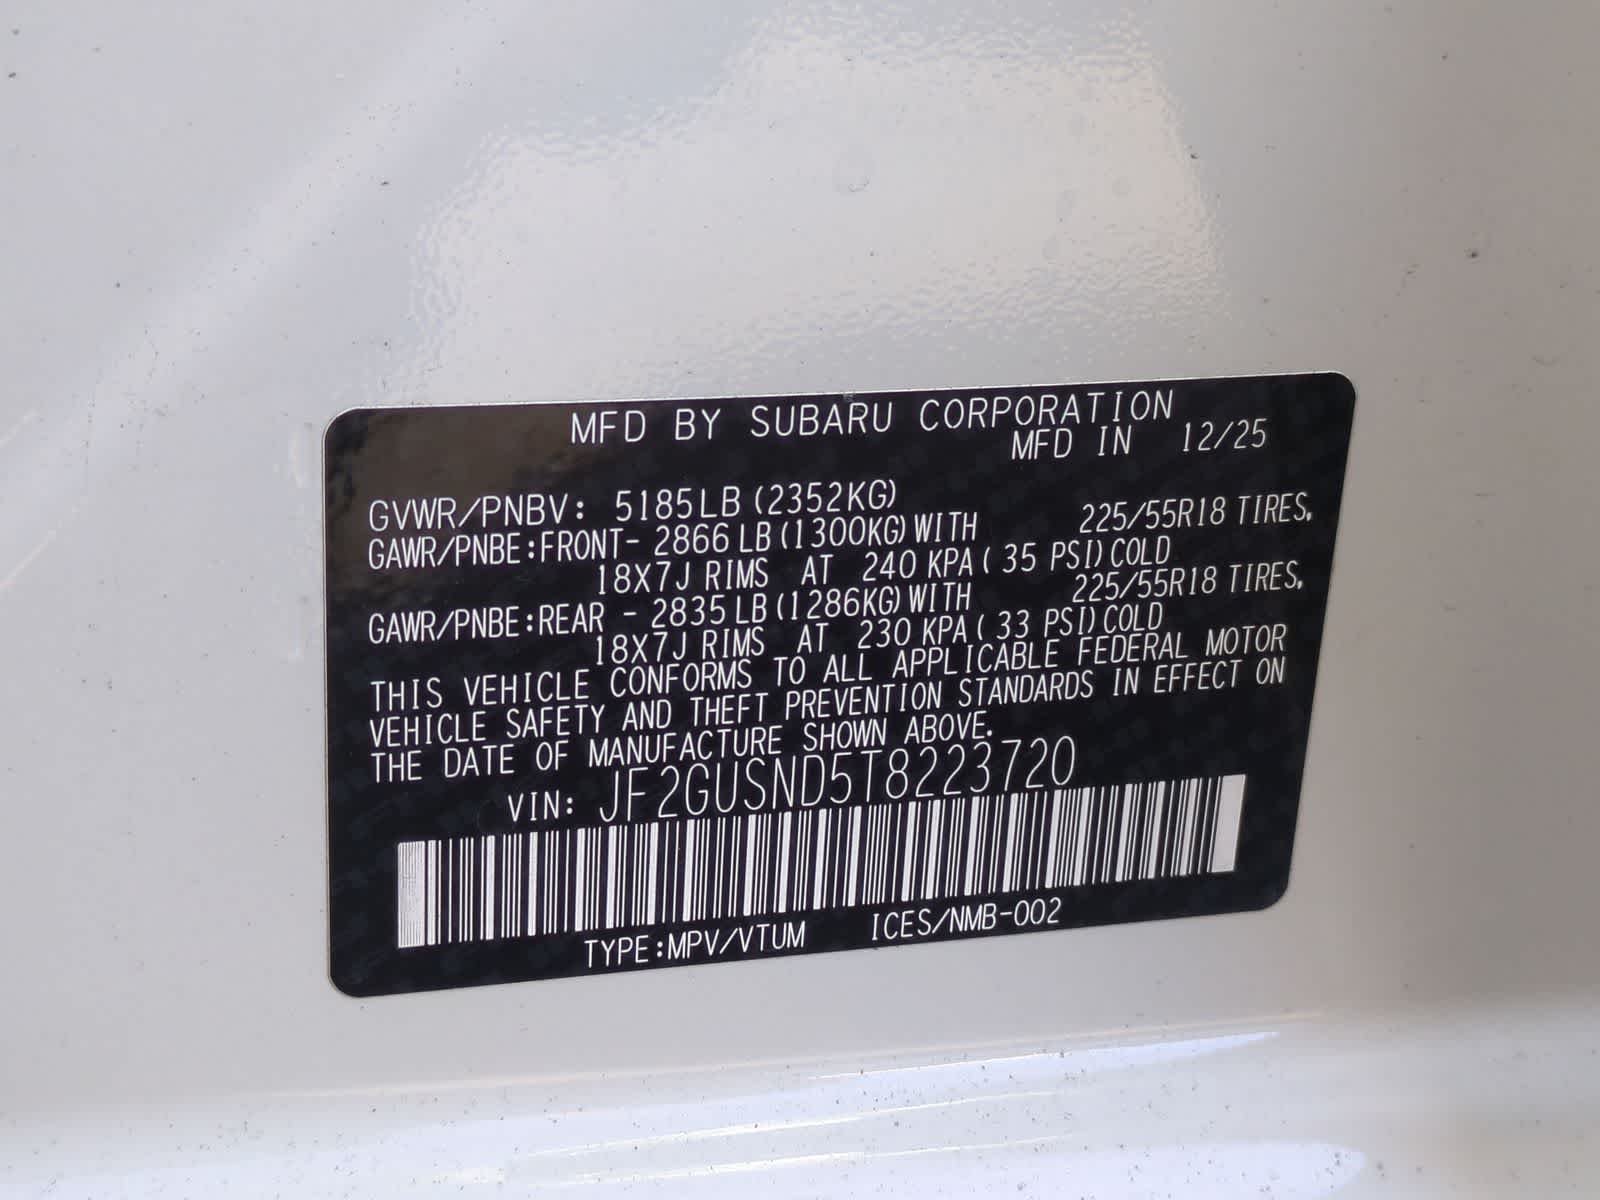 MFD BY SUBARU CORPORATION
MFD IN 12/25
GVWR/PNBV: 5185LB (2352KG)
GAWR/PNBE:FRONT- 2866 LB (1300KG) WITH 225/55R18 TIRES,
18X7J RIMS AT 240 KPA ( 35 PSI) COLD
GAWR/PNBE:REAR - 2835 LB (1286KG) WITH 225/55R18 TIRES,
18X7J RIMS AT 230 KPA ( 33 PSI) COLD
THIS VEHICLE CONFORMS TO ALL APPLICABLE FEDERAL MOTOR
VEHICLE SAFETY AND THEFT PREVENTION STANDARDS IN EFFECT ON
THE DATE OF MANUFACTURE SHOWN ABOVE.
VIN: JF2GUSND5T8223720
TYPE:MPV/VTUM ICES/NMB-002